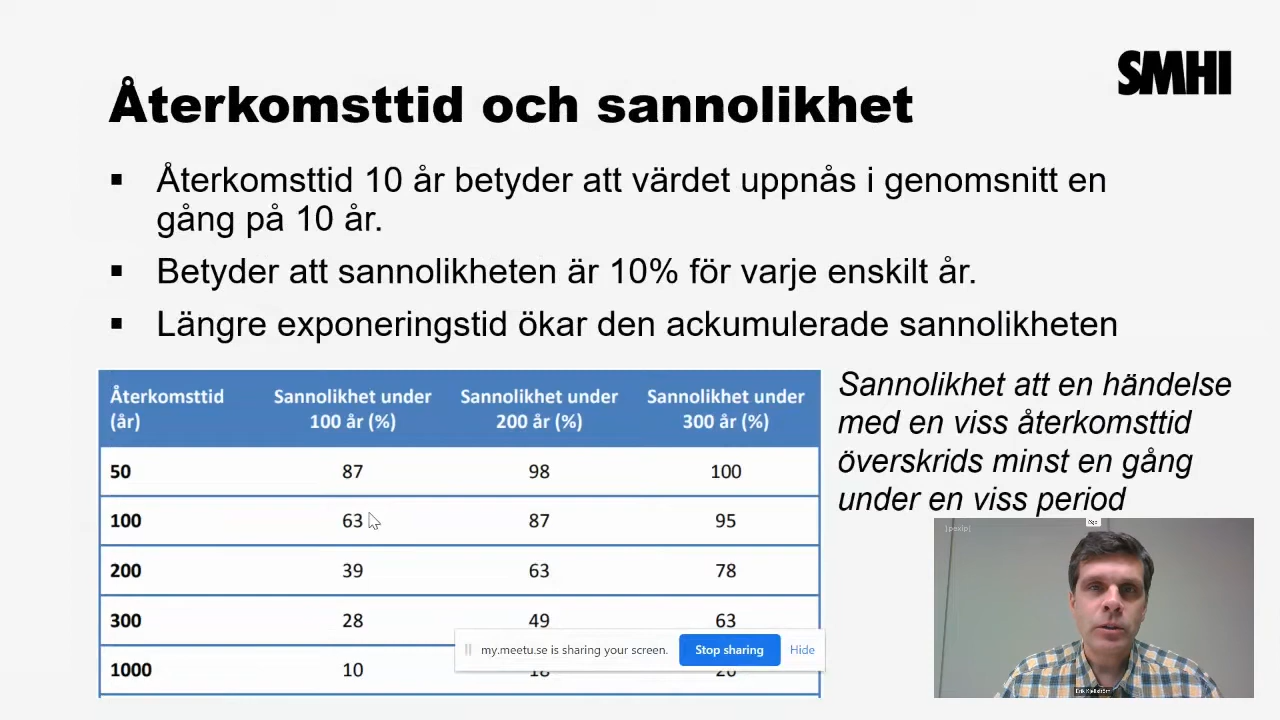 SMHI
Återkomsttid och sannolikhet
▪ Återkomsttid 10 år betyder att värdet uppnås i genomsnitt en
gång på 10 år.
▪ Betyder att sannolikheten är 10% för varje enskilt år.
▪ Längre exponeringstid ökar den ackumulerade sannolikheten
Återkomsttid
(år)
Sannolikhet under
100 år (%)
Sannolikhet under
200 år (%)
Sannolikhet under
300 år (%)
50 87 98 100
100 63 87 95
200 39 63 78
300 28 49 63
1000 10
Sannolikhet att en händelse
med en viss återkomsttid
överskrids minst en gång
under en viss period
my.meetu.se is sharing your screen. Stop sharing Hide
[pexip]
Erik Kjellström